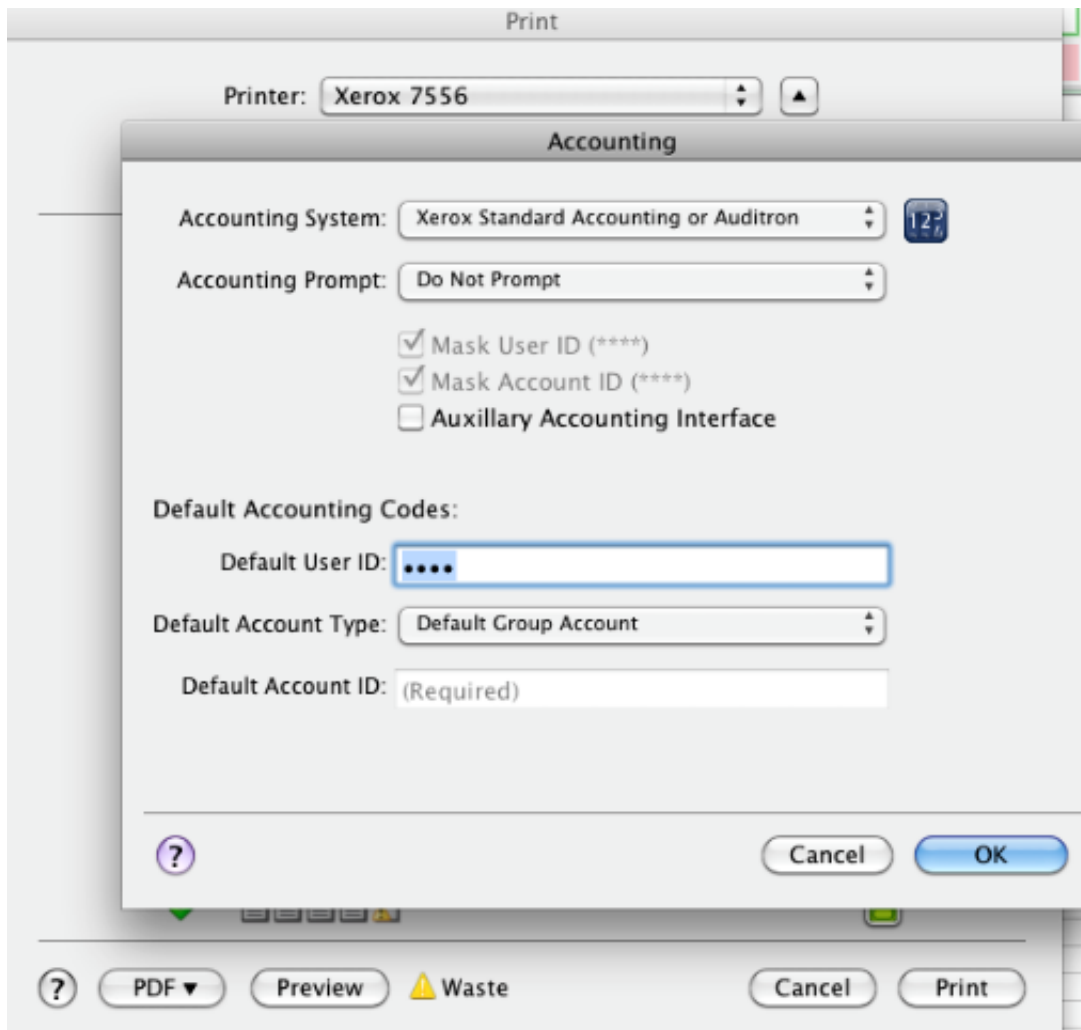 Print
Printer: Xerox 7556
Accounting
Accounting System: Xerox Standard Accounting or Auditron
Accounting Prompt: Do Not Prompt
Mask User ID (****)
Mask Account ID (****)
Auxillary Accounting Interface
Default Accounting Codes:
Default User ID: ••••
Default Account Type: Default Group Account
Default Account ID: (Required)
? Cancel OK
? PDF ▼ Preview Waste Cancel Print